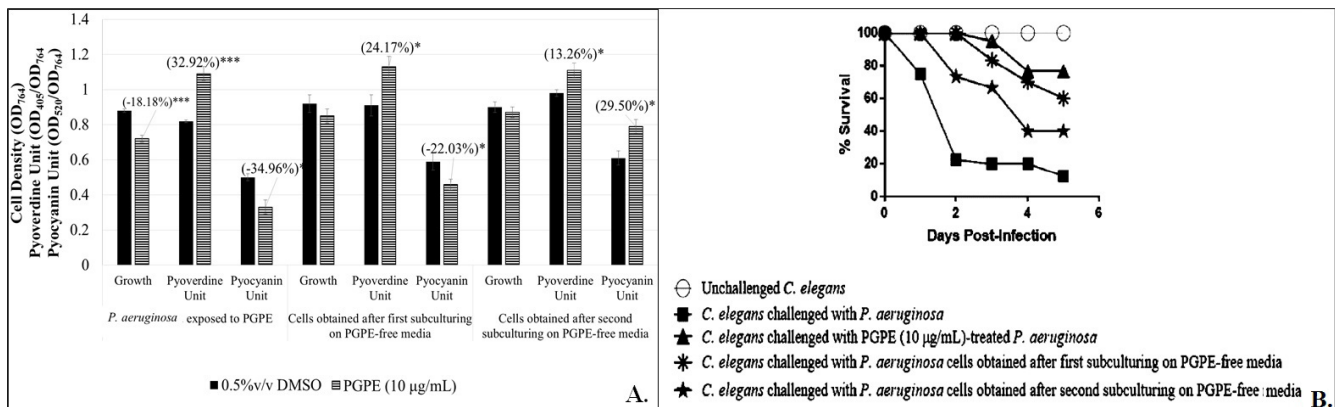 Cell Density (OD764)
Pyoverdine Unit (OD405/OD764)
Pyocyanin Unit (OD520/OD764)
1.4
1.2
1
0.8
0.6
0.4
0.2
0
(-18.18%)***
(32.92%)***
(-34.96%)*
(24.17%)*
(-22.03%)*
(13.26%)*
(29.50%)*
Growth Pyoverdine Unit Pyocyanin Unit
Growth Pyoverdine Unit Pyocyanin Unit
Growth Pyoverdine Unit Pyocyanin Unit
P. aeruginosa exposed to PGPE
Cells obtained after first subculturing
on PGPE-free media
Cells obtained after second
subculturing on PGPE-free media
0.5%v/v DMSO PGPE (10 µg/mL)
A.
B.
% Survival
100
80
60
40
20
0
0 2 4 6
Days Post-Infection
Unchallenged C. elegans
C. elegans challenged with P. aeruginosa
C. elegans challenged with PGPE (10 µg/mL)-treated P. aeruginosa
C. elegans challenged with P. aeruginosa cells obtained after first subculturing on PGPE-free media
C. elegans challenged with P. aeruginosa cells obtained after second subculturing on PGPE-free media